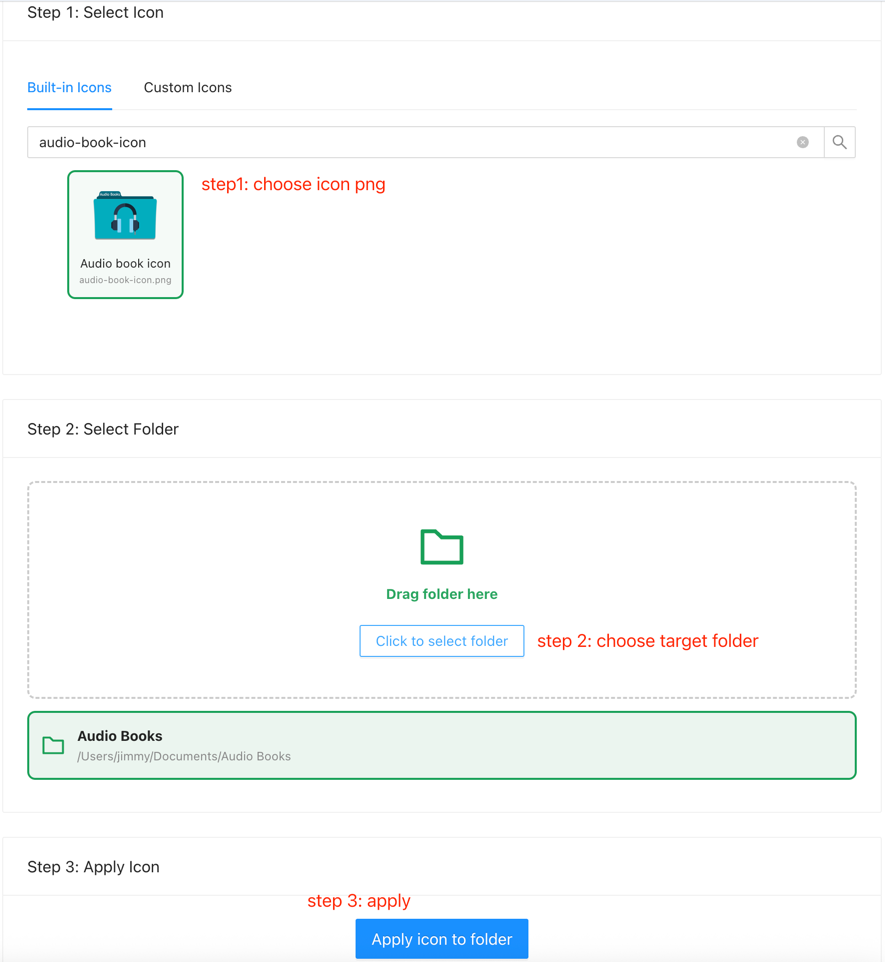 Step 1: Select Icon
Built-in Icons
Custom Icons
audio-book-icon
step1: choose icon png
Audio Books
Audio book icon
audio-book-icon.png
Step 2: Select Folder
Drag folder here
Click to select folder
step 2: choose target folder
Audio Books
/Users/jimmy/Documents/Audio Books
Step 3: Apply Icon
step 3: apply
Apply icon to folder